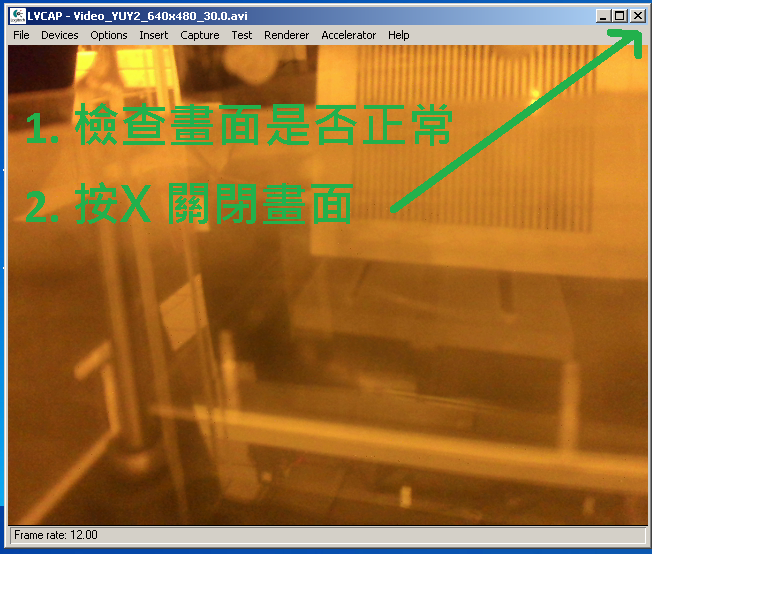 LVCAP - Video_YUY2_640x480_30.0.avi
File Devices Options Insert Capture Test Renderer Accelerator Help
1. 檢查畫面是否正常
2. 按X 關閉畫面
Frame rate: 12.00